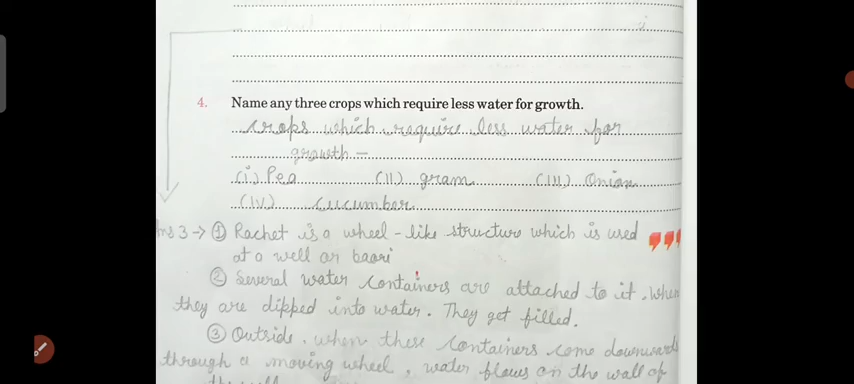 4. Name any three crops which require less water for growth.
Crops which require less water for
growth -
(i) Pea (II) gram (III) Onion
(IV) Cucumber
Ans 3 → ① Rachet is a wheel - like structure which is used
at a well or baori
② Several water containers are attached to it. When
they are dipped into water. They get filled.
③ Outside, when these containers come downwards
through a moving wheel, water flows on the wall of
the